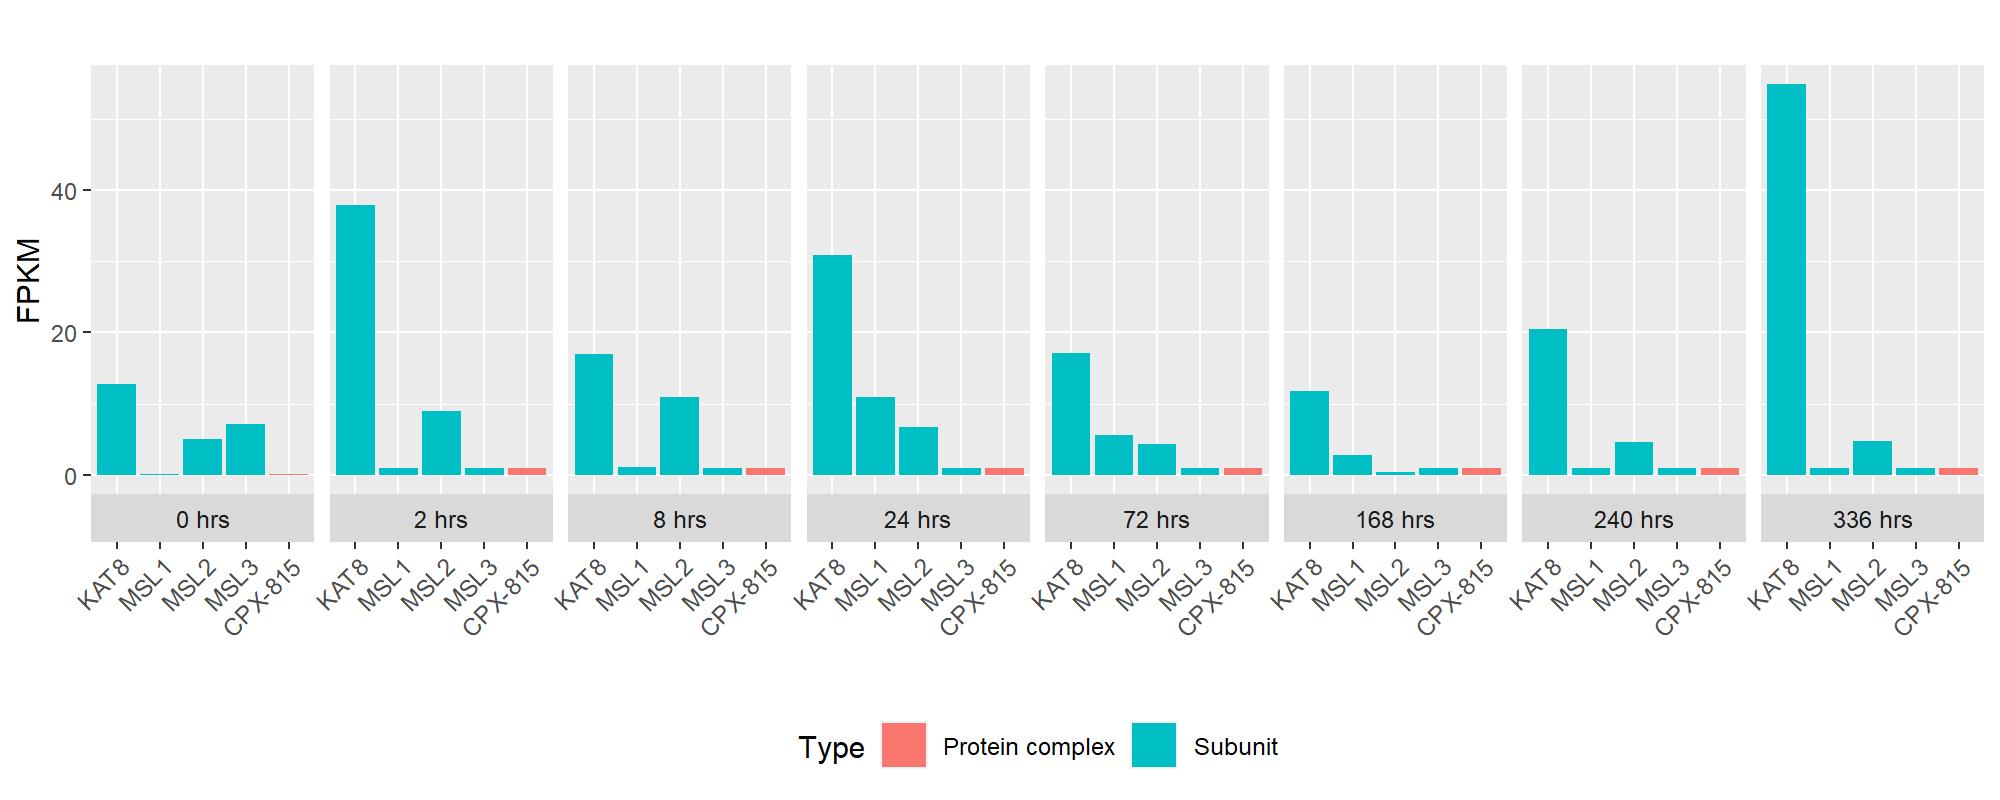 FPKM
40
20
0
0 hrs
2 hrs
8 hrs
24 hrs
72 hrs
168 hrs
240 hrs
336 hrs
KAT8
MSL1
MSL2
MSL3
CPX-815
KAT8
MSL1
MSL2
MSL3
CPX-815
KAT8
MSL1
MSL2
MSL3
CPX-815
KAT8
MSL1
MSL2
MSL3
CPX-815
KAT8
MSL1
MSL2
MSL3
CPX-815
KAT8
MSL1
MSL2
MSL3
CPX-815
KAT8
MSL1
MSL2
MSL3
CPX-815
KAT8
MSL1
MSL2
MSL3
CPX-815
Type Protein complex Subunit